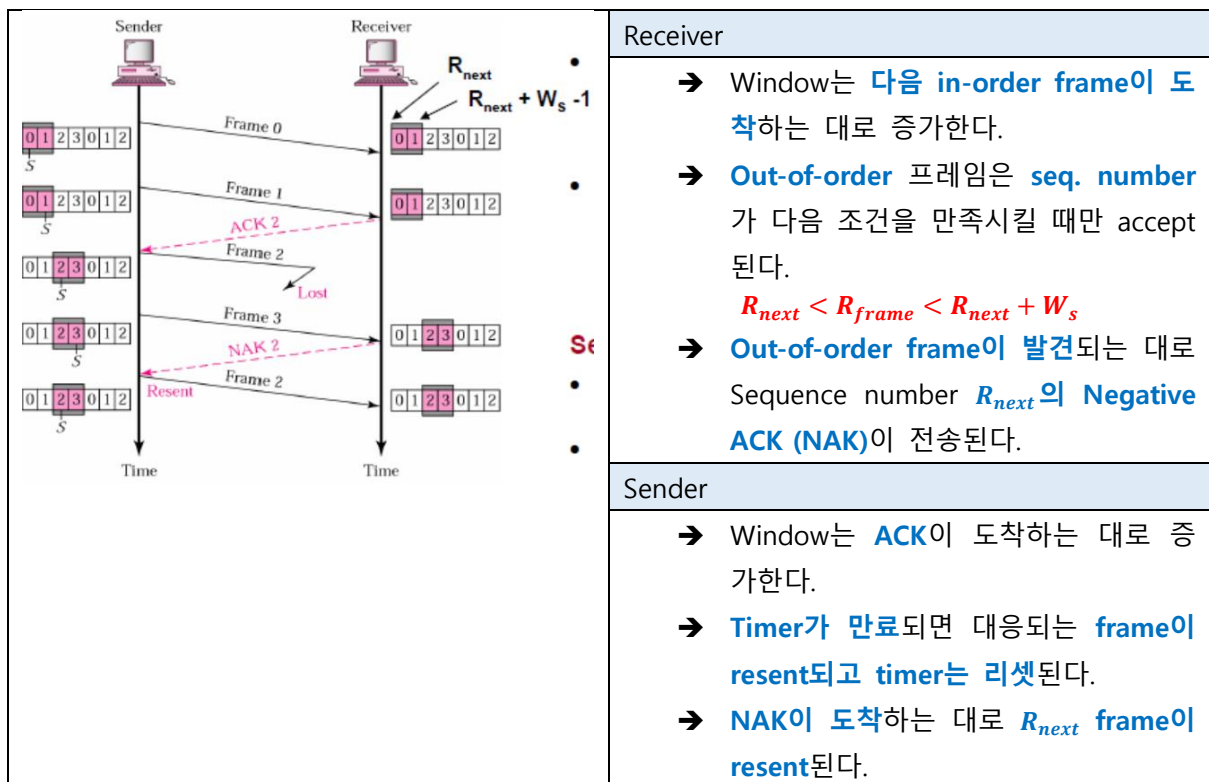 Sender
Receiver
R_next
R_next + W_S -1
Frame 0
0 1 2 3 0 1 2
0 1 2 3 0 1 2
S
Frame 1
0 1 2 3 0 1 2
0 1 2 3 0 1 2
S
ACK 2
Frame 2
0 1 2 3 0 1 2
S
Lost
Frame 3
0 1 2 3 0 1 2
0 1 2 3 0 1 2
S
NAK 2
Frame 2
0 1 2 3 0 1 2
Resent
0 1 2 3 0 1 2
S
Time
Time
Se
Receiver
➔ Window는 다음 in-order frame이 도
착하는 대로 증가한다.
➔ Out-of-order 프레임은 seq. number
가 다음 조건을 만족시킬 때만 accept
된다.
R_next < R_frame < R_next + W_s
➔ Out-of-order frame이 발견되는 대로
Sequence number R_next의 Negative
ACK (NAK)이 전송된다.
Sender
➔ Window는 ACK이 도착하는 대로 증
가한다.
➔ Timer가 만료되면 대응되는 frame이
resent되고 timer는 리셋된다.
➔ NAK이 도착하는 대로 R_next frame이
resent된다.